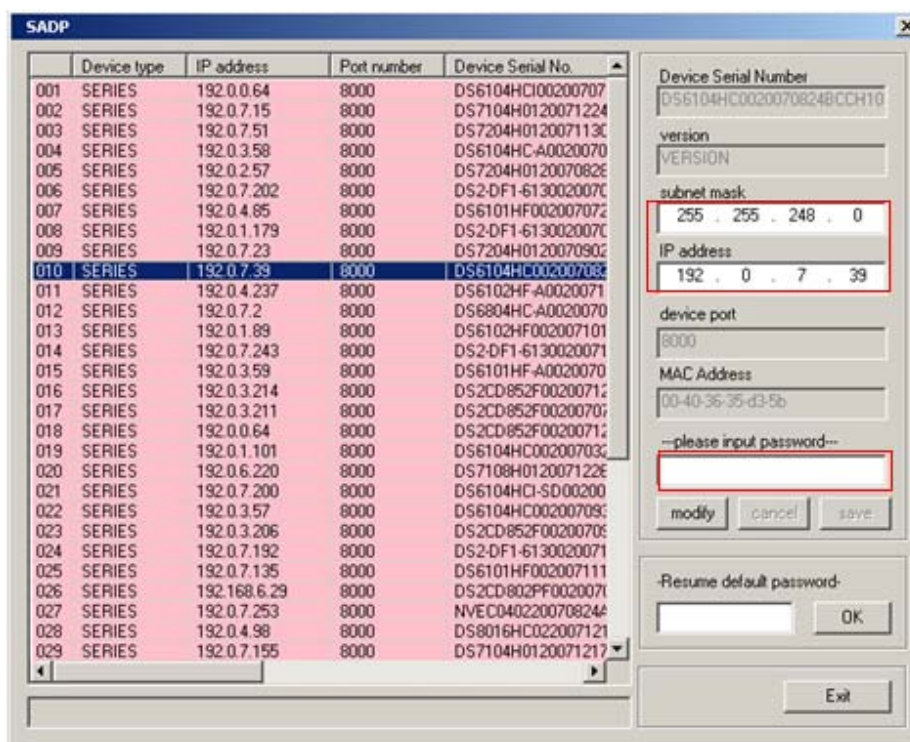 SADP
Device type IP address Port number Device Serial No.
001 SERIES 192.0.0.64 8000 DS6104HCI00200707
002 SERIES 192.0.7.15 8000 DS7104H0120071224
003 SERIES 192.0.7.51 8000 DS7204H012007113
004 SERIES 192.0.3.58 8000 DS6104HC-A0020070
005 SERIES 192.0.2.57 8000 DS7204H012007082
006 SERIES 192.0.7.202 8000 DS2-DF1-613002007
007 SERIES 192.0.4.85 8000 DS6101HF002007072
008 SERIES 192.0.1.179 8000 DS2-DF1-613002007
009 SERIES 192.0.7.23 8000 DS7204H0120070902
010 SERIES 192.0.7.39 8000 DS6104HC002007082
011 SERIES 192.0.4.237 8000 DS6102HF-A0020071
012 SERIES 192.0.7.2 8000 DS6804HC-A0020070
013 SERIES 192.0.1.89 8000 DS6102HF002007101
014 SERIES 192.0.7.243 8000 DS2-DF1-6130020071
015 SERIES 192.0.3.59 8000 DS6101HF-A0020070
016 SERIES 192.0.3.214 8000 DS2CD852F0020071
017 SERIES 192.0.3.211 8000 DS2CD852F0020070
018 SERIES 192.0.0.64 8000 DS2CD852F0020071
019 SERIES 192.0.1.101 8000 DS6104HC00200703
020 SERIES 192.0.6.220 8000 DS7108H012007122
021 SERIES 192.0.7.200 8000 DS6104HCI-SD00200
022 SERIES 192.0.3.57 8000 DS6104HC00200709
023 SERIES 192.0.3.206 8000 DS2CD852F0020070
024 SERIES 192.0.7.192 8000 DS2-DF1-6130020071
025 SERIES 192.0.7.135 8000 DS6101HF002007111
026 SERIES 192.168.6.29 8000 DS2CD802PF002007
027 SERIES 192.0.7.253 8000 NVEC040220070824
028 SERIES 192.0.4.98 8000 DS8016HC022007121
029 SERIES 192.0.7.155 8000 DS7104H0120071217
Device Serial Number
DS6104HC0020070824BCCH10
version
VERSION
subnet mask
255 . 255 . 248 . 0
IP address
192 . 0 . 7 . 39
device port
8000
MAC Address
00-40-36-35-d3-5b
---please input password---
modify cancel save
-Resume default password-
OK
Exit